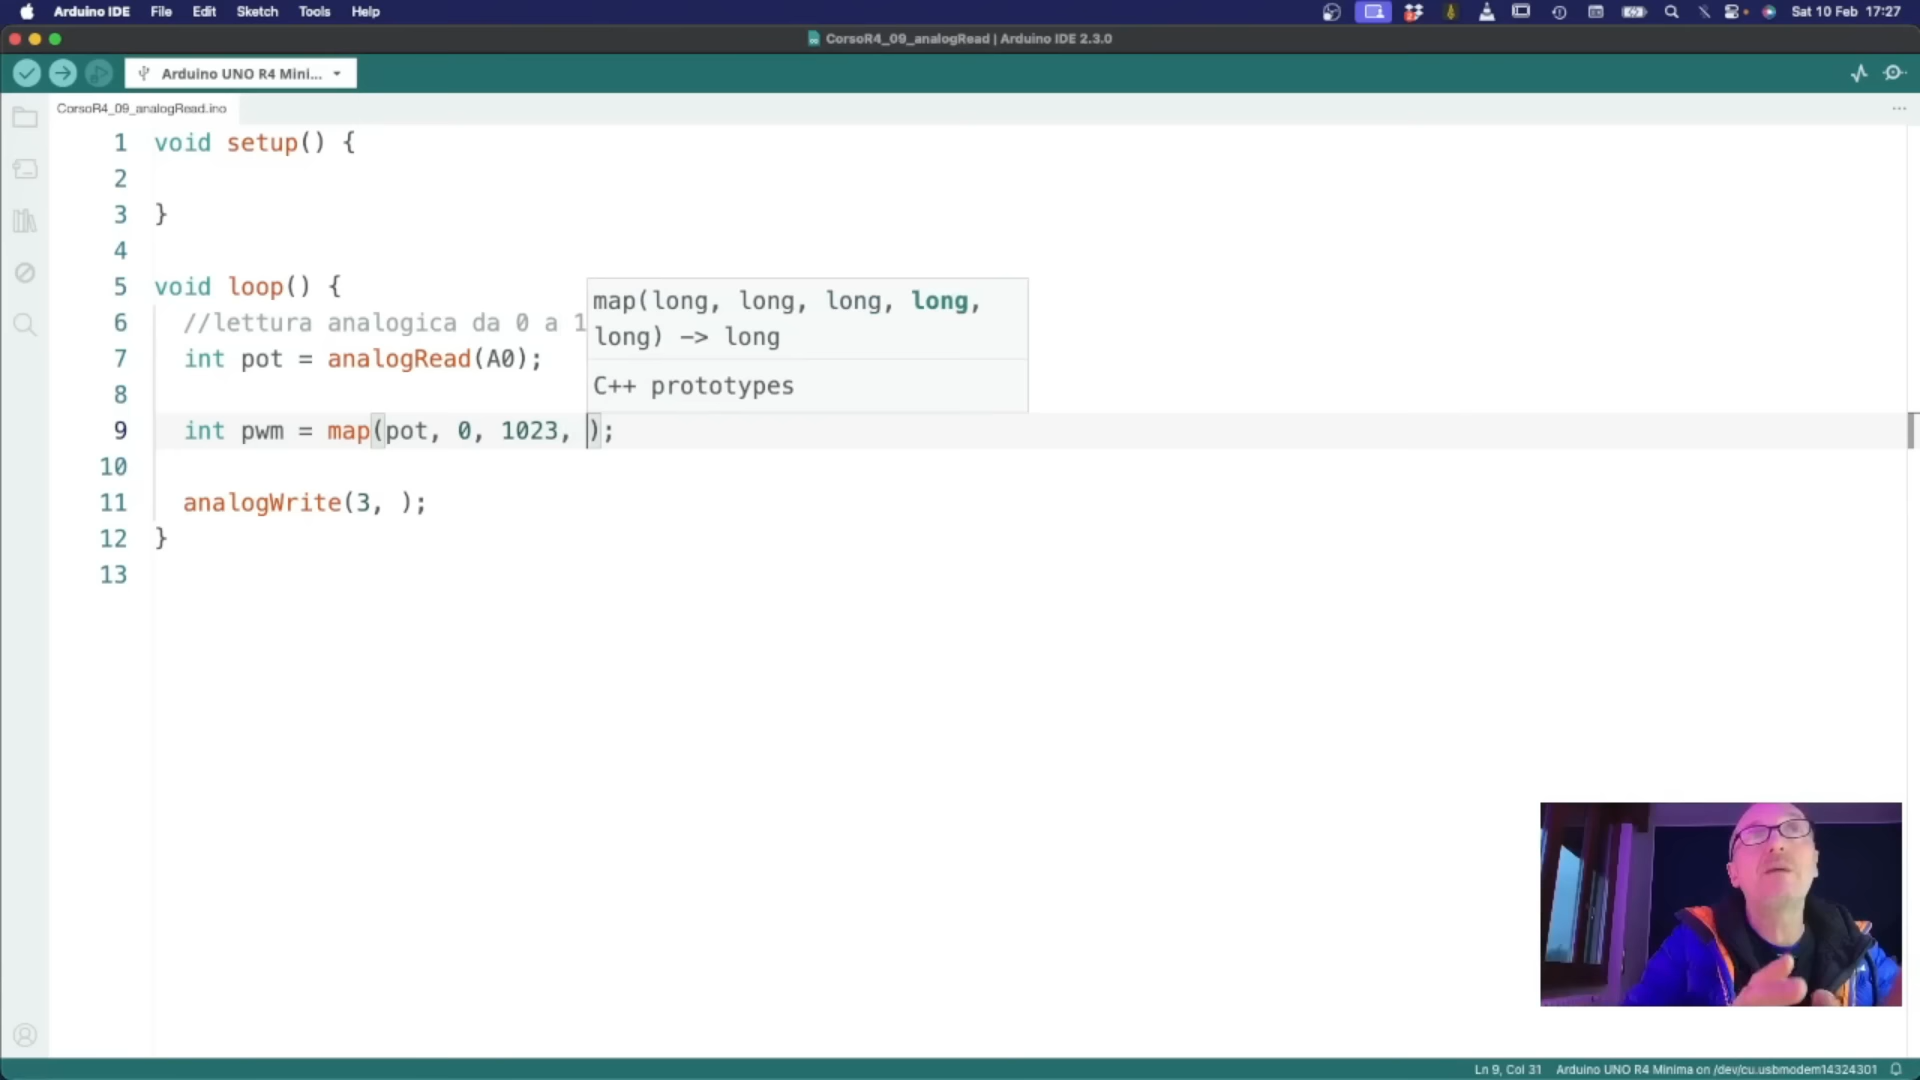 Arduino IDE File Edit Sketch Tools Help Sat 10 Feb 17:27
CorsoR4_09_analogRead | Arduino IDE 2.3.0
Arduino UNO R4 Mini...
CorsoR4_09_analogRead.ino
1 void setup() {
2
3 }
4
5 void loop() {
6 //lettura analogica da 0 a 1
7 int pot = analogRead(A0);
8
9 int pwm = map(pot, 0, 1023, );
10
11 analogWrite(3, );
12 }
13
map(long, long, long, long,
long) -> long
C++ prototypes
Ln 9, Col 31 Arduino UNO R4 Minima on /dev/cu.usbmodem14324301